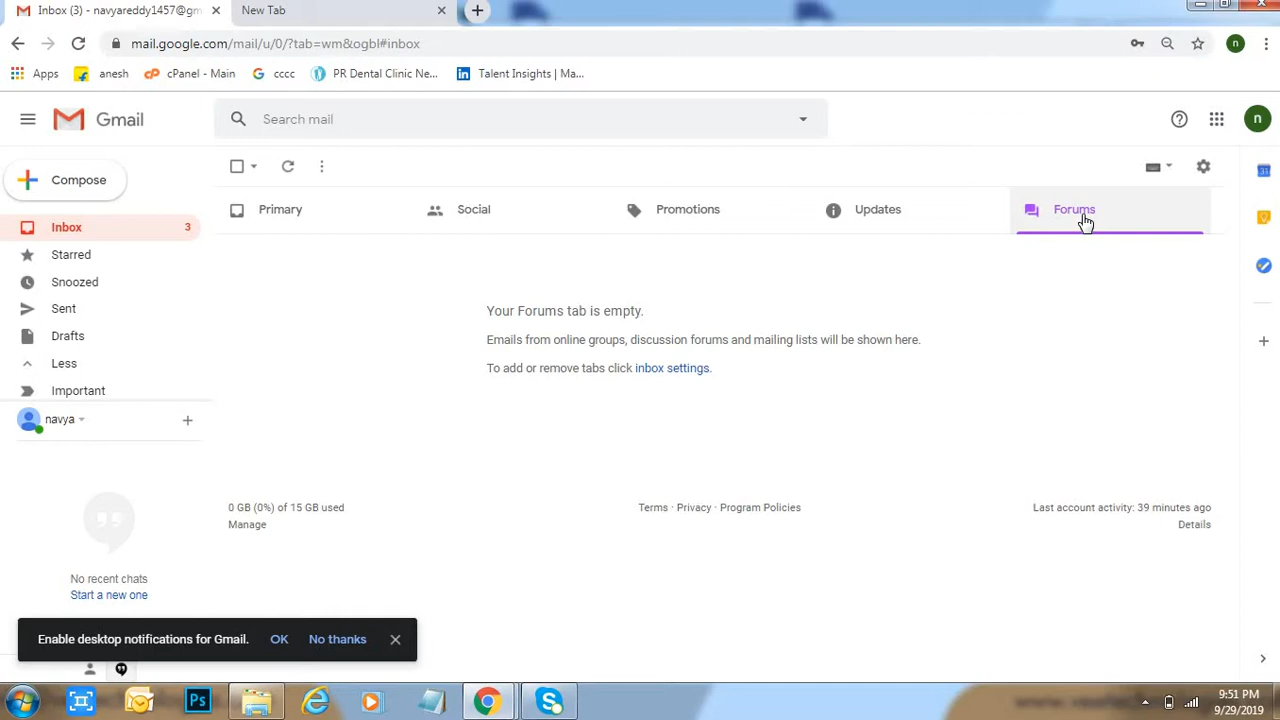 Inbox (3) - navyareddy1457@gm
New Tab
mail.google.com/mail/u/0/?tab=wm&ogbl#inbox
Apps
anesh
cPanel - Main
cccc
PR Dental Clinic Ne...
Talent Insights | Ma...
Gmail
Search mail
n
n
Compose
Primary
Social
Promotions
Updates
Forums
Inbox 3
Starred
Snoozed
Sent
Drafts
Less
Important
navya
Your Forums tab is empty.
Emails from online groups, discussion forums and mailing lists will be shown here.
To add or remove tabs click inbox settings.
0 GB (0%) of 15 GB used
Manage
Terms · Privacy · Program Policies
Last account activity: 39 minutes ago
Details
No recent chats
Start a new one
Enable desktop notifications for Gmail. OK No thanks
Ps
31
9:51 PM
9/29/2019